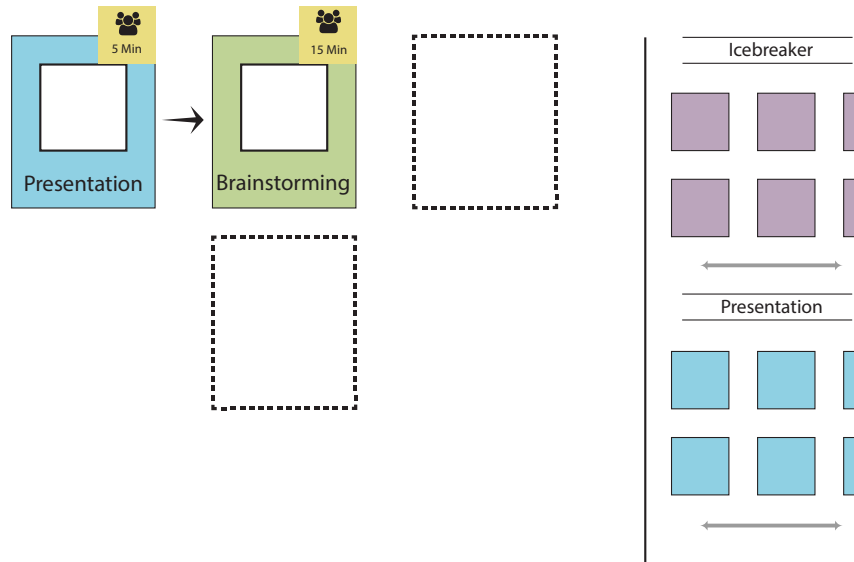 5 Min
Presentation
15 Min
Brainstorming
Icebreaker
Presentation